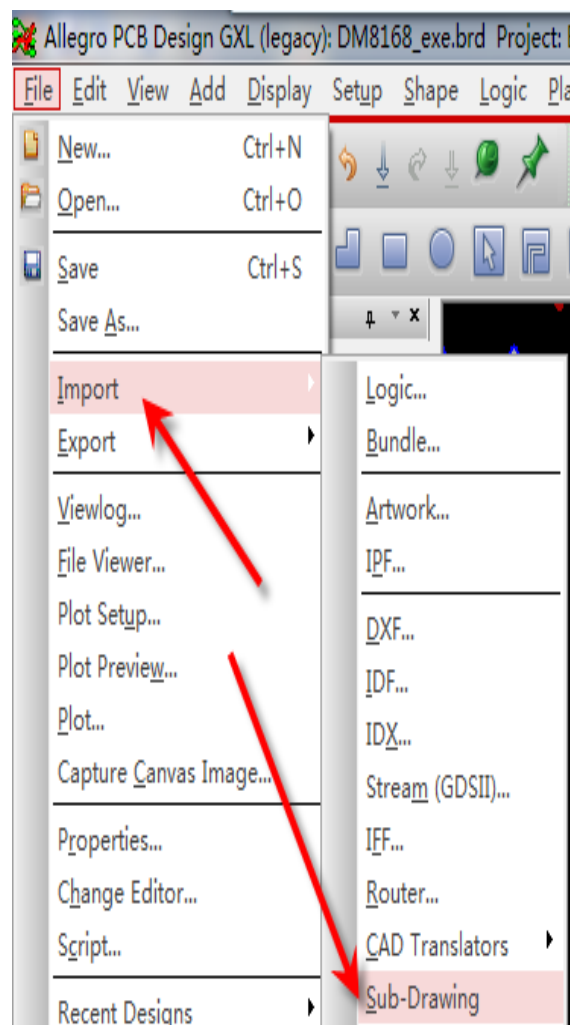 Allegro PCB Design GXL (legacy): DM8168_exe.brd Project:
File Edit View Add Display Setup Shape Logic
New... Ctrl+N
Open... Ctrl+O
Save Ctrl+S
Save As...
Import
Export
Viewlog...
File Viewer...
Plot Setup...
Plot Preview...
Plot...
Capture Canvas Image...
Properties...
Change Editor...
Script...
Recent Designs
Logic...
Bundle...
Artwork...
IPF...
DXF...
IDF...
IDX...
Stream (GDSII)...
IFF...
Router...
CAD Translators
Sub-Drawing